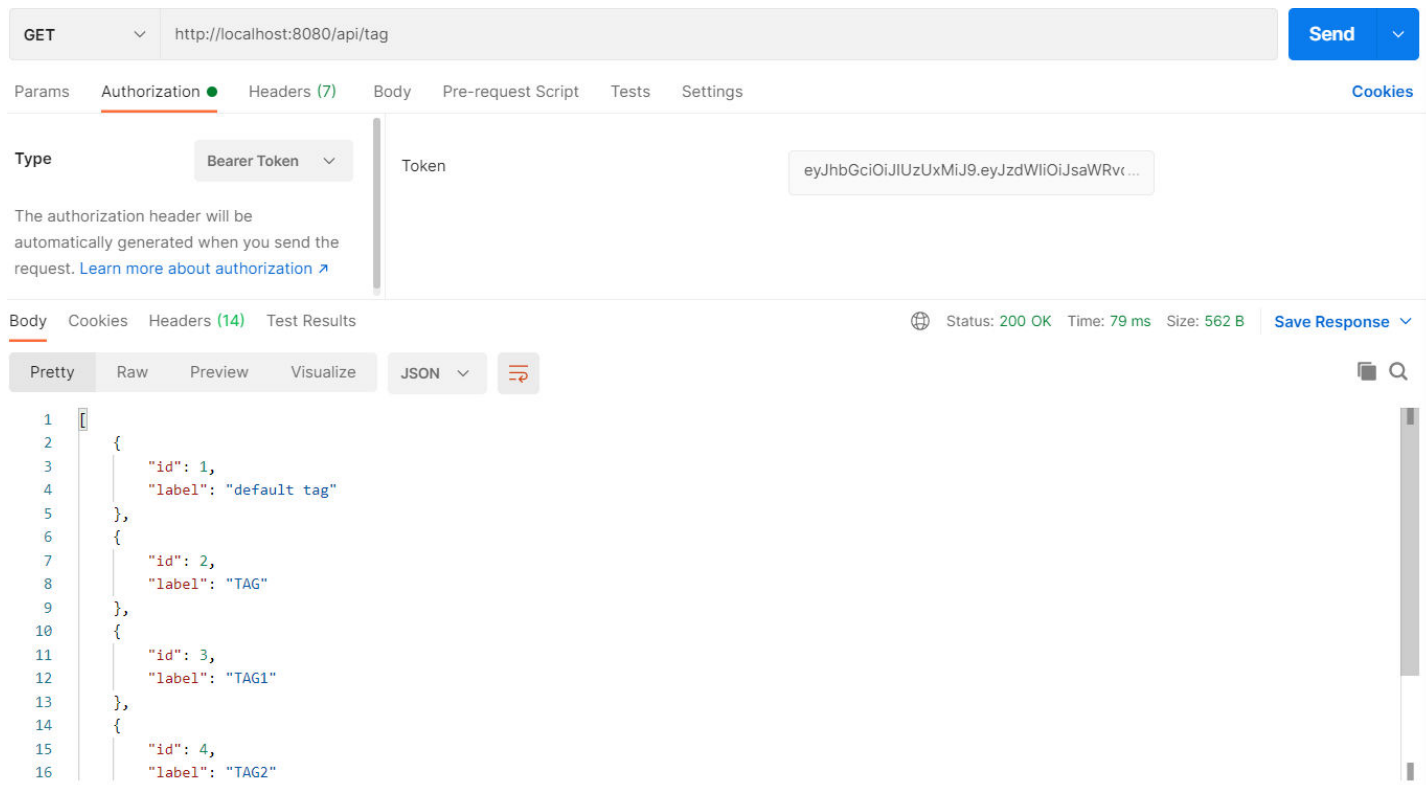 GET http://localhost:8080/api/tag Send
Params Authorization Headers (7) Body Pre-request Script Tests Settings Cookies
Type Bearer Token Token eyJhbGciOiJIUzUxMiJ9.eyJzdWIiOiJsaWRv...
The authorization header will be
automatically generated when you send the
request. Learn more about authorization ↗
Body Cookies Headers (14) Test Results Status: 200 OK Time: 79 ms Size: 562 B Save Response
Pretty Raw Preview Visualize JSON
1 [
2 {
3 "id": 1,
4 "label": "default tag"
5 },
6 {
7 "id": 2,
8 "label": "TAG"
9 },
10 {
11 "id": 3,
12 "label": "TAG1"
13 },
14 {
15 "id": 4,
16 "label": "TAG2"